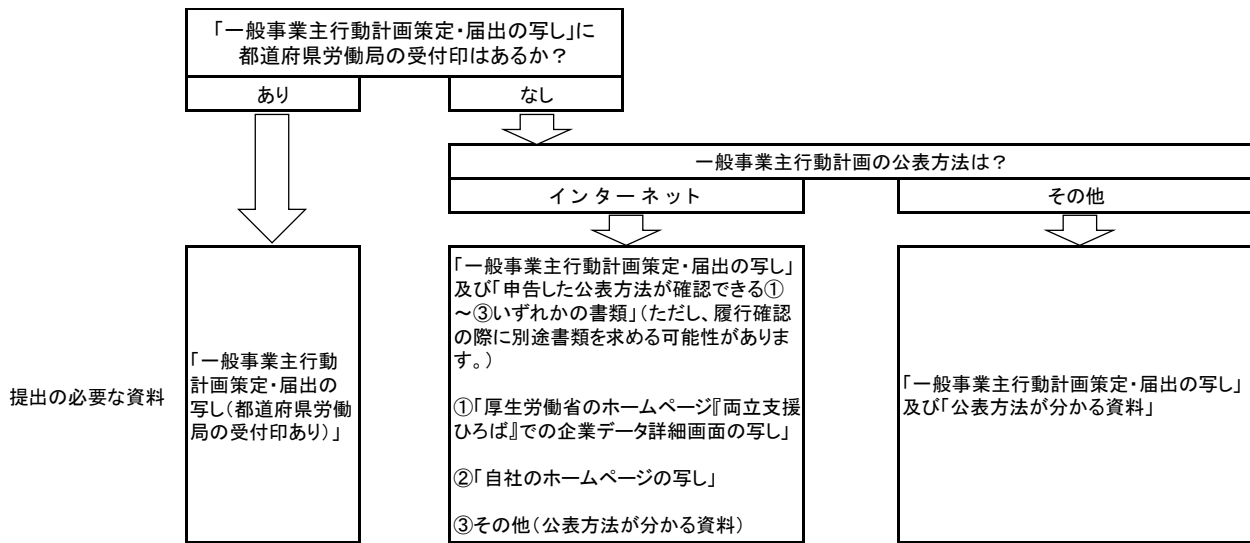 「一般事業主行動計画策定・届出の写し」に
都道府県労働局の受付印はあるか？
あり
なし
一般事業主行動計画の公表方法は？
インターネット
その他
提出の必要な資料
「一般事業主行動
計画策定・届出の
写し（都道府県労働
局の受付印あり）」
「一般事業主行動計画策定・届出の写し」
及び「申告した公表方法が確認できる①
～③いずれかの書類」（ただし、履行確認
の際に別途書類を求める可能性がありま
す。）
①「厚生労働省のホームページ『両立支援
ひろば』での企業データ詳細画面の写し」
②「自社のホームページの写し」
③その他（公表方法が分かる資料）
「一般事業主行動計画策定・届出の写し」
及び「公表方法が分かる資料」